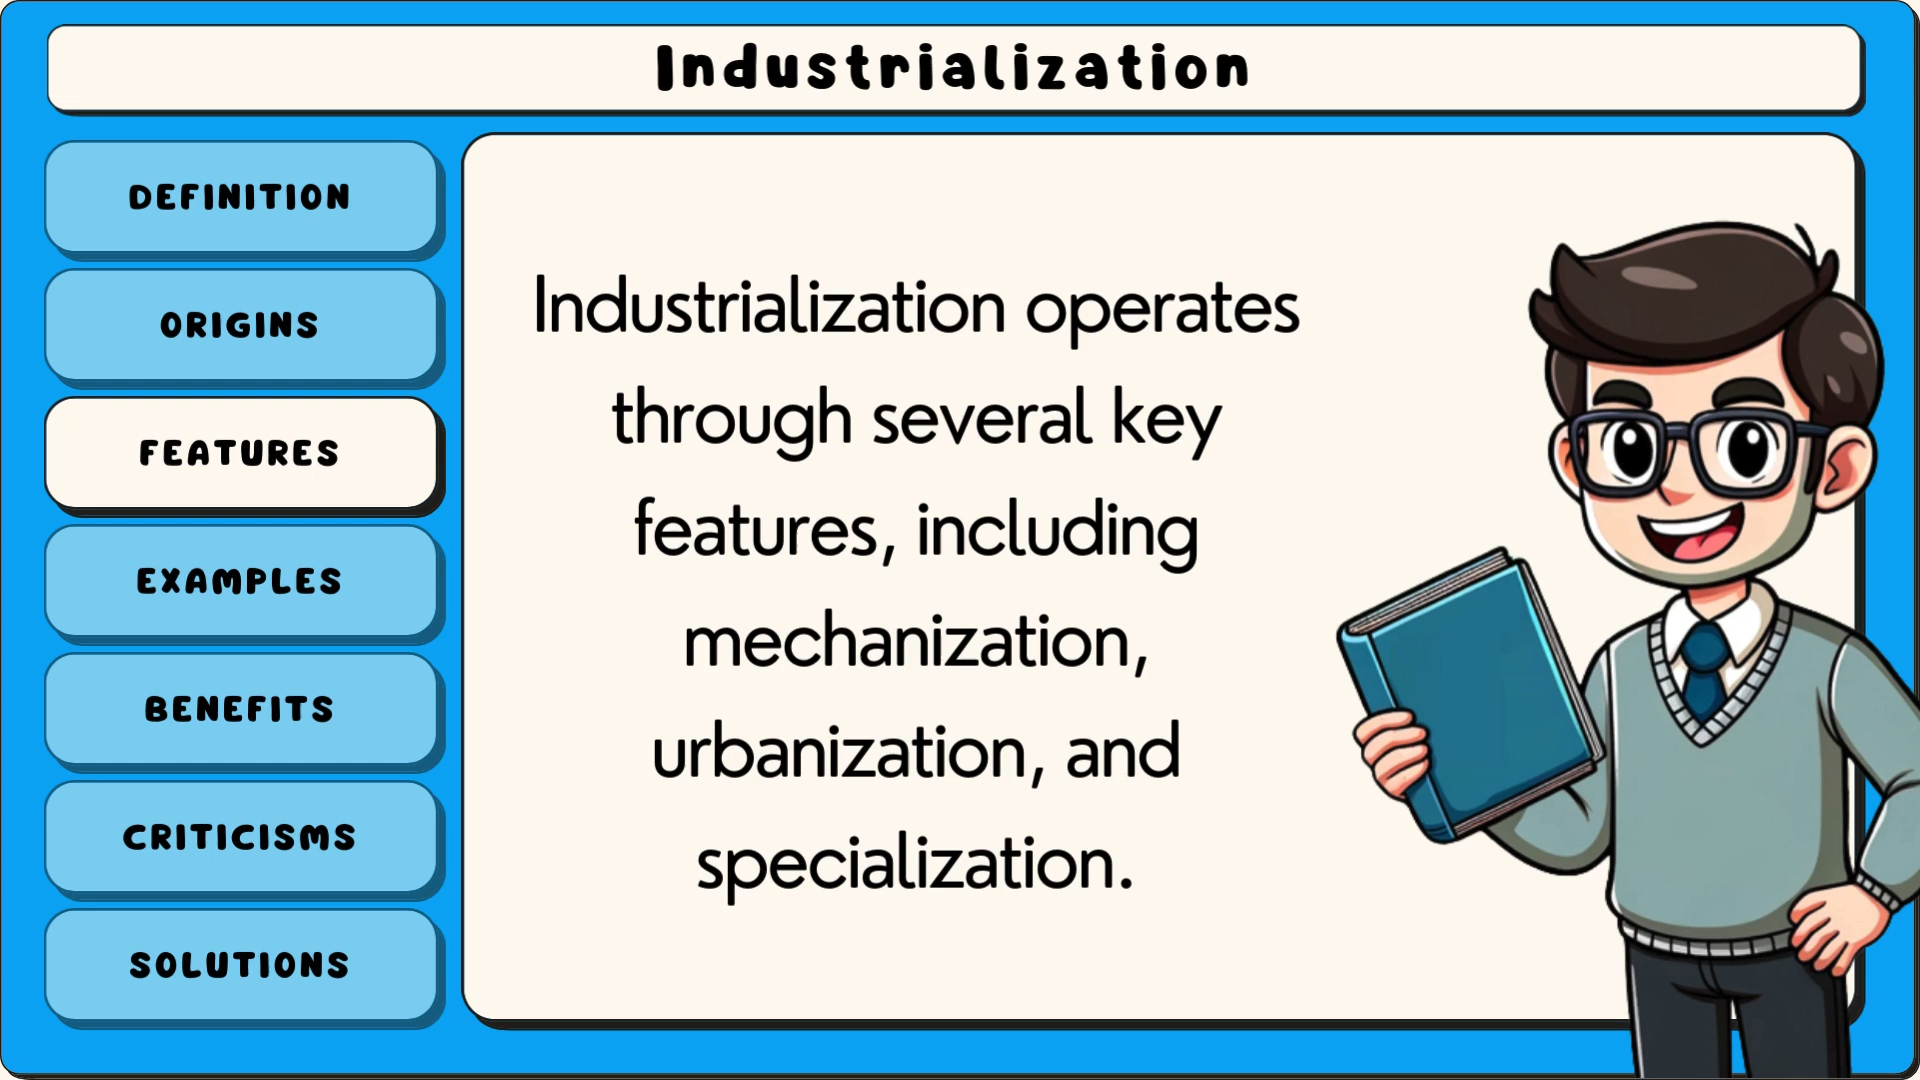 Industrialization
DEFINITION
ORIGINS
FEATURES
EXAMPLES
BENEFITS
CRITICISMS
SOLUTIONS
Industrialization operates
through several key
features, including
mechanization,
urbanization, and
specialization.